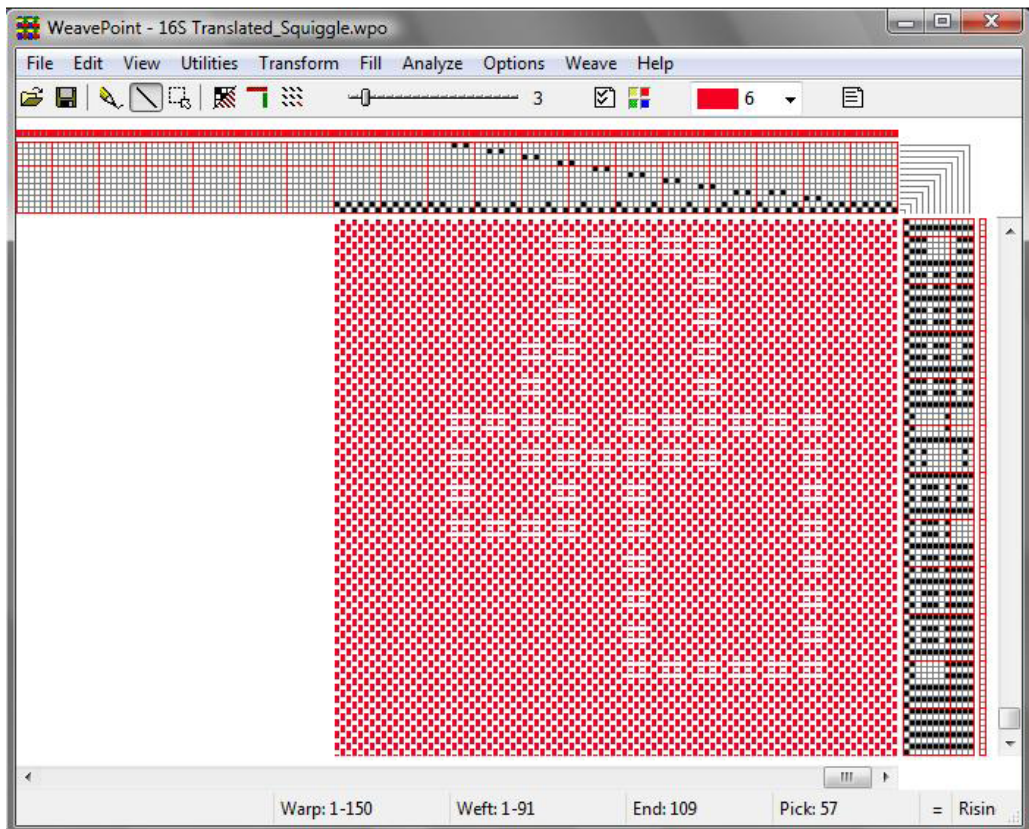 WeavePoint - 16S Translated_Squiggle.wpo
File Edit View Utilities Transform Fill Analyze Options Weave Help
3 6
Warp: 1-150 Weft: 1-91 End: 109 Pick: 57 = Risin